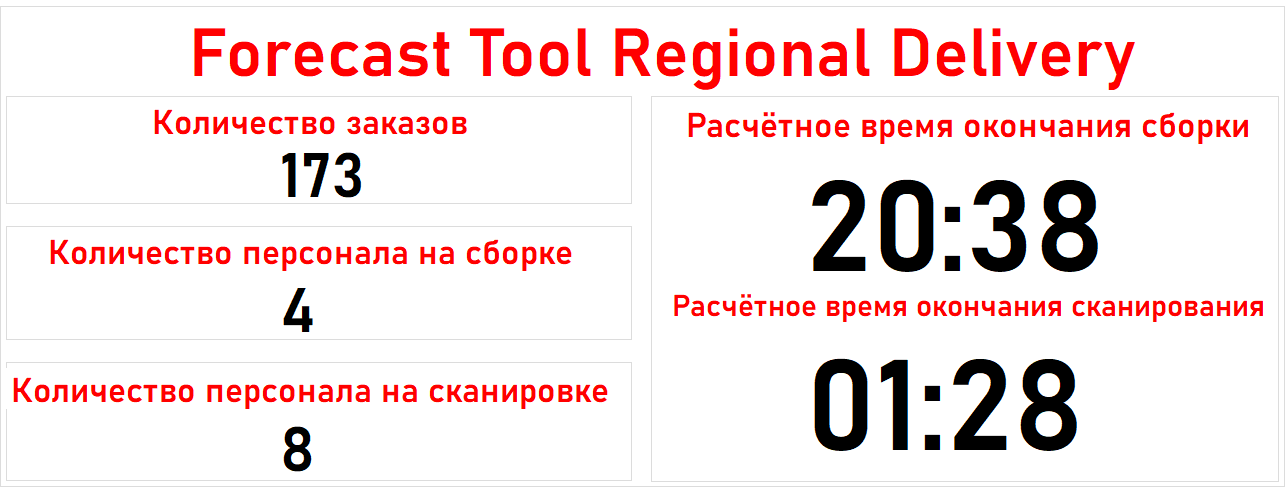 Forecast Tool Regional Delivery
Количество заказов
173
Количество персонала на сборке
4
Количество персонала на сканировке
8
Расчётное время окончания сборки
20:38
Расчётное время окончания сканирования
01:28